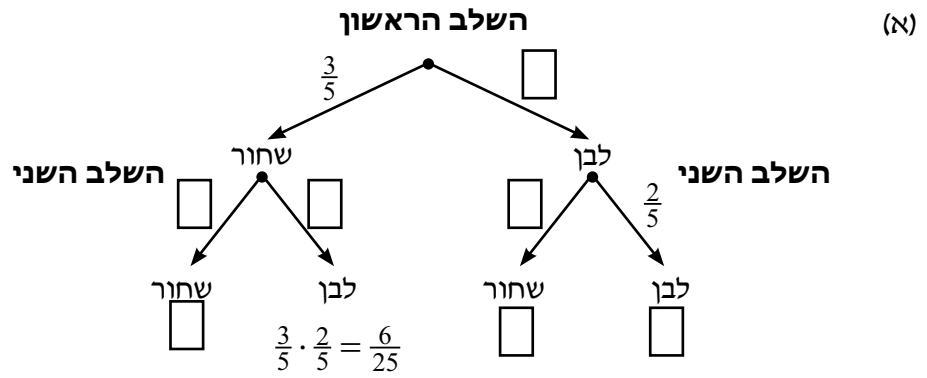 (א)
השלב הראשון
3/5
לבן שחור
השלב השני השלב השני
2/5
לבן שחור לבן שחור
3/5 · 2/5 = 6/25